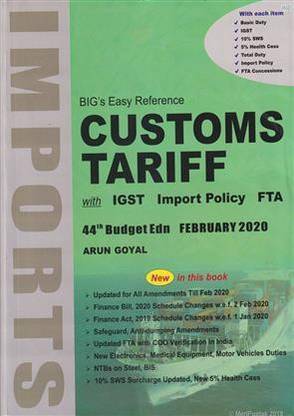 With each item
Basic Duty
IGST
10% SWS
5% Health Cess
Total Duty
Import Policy
FTA Concessions
IMPORTS
BIG's Easy Reference
CUSTOMS
TARIFF
with IGST Import Policy FTA
44th Budget Edn FEBRUARY 2020
ARUN GOYAL
New in this book
Updated for All Amendments Till Feb 2020
Finance Bill, 2020 Schedule Changes w.e.f. 2 Feb 2020
Finance Act, 2019 Schedule Changes w.e.f. 1 Jan 2020
Safeguard, Anti-dumping Amendments
Updated FTA with COO Verification in India
New Electronics, Medical Equipment, Motor Vehicles Duties
NTBs on Steel, BIS
10% SWS Surcharge Updated, New 5% Health Cess